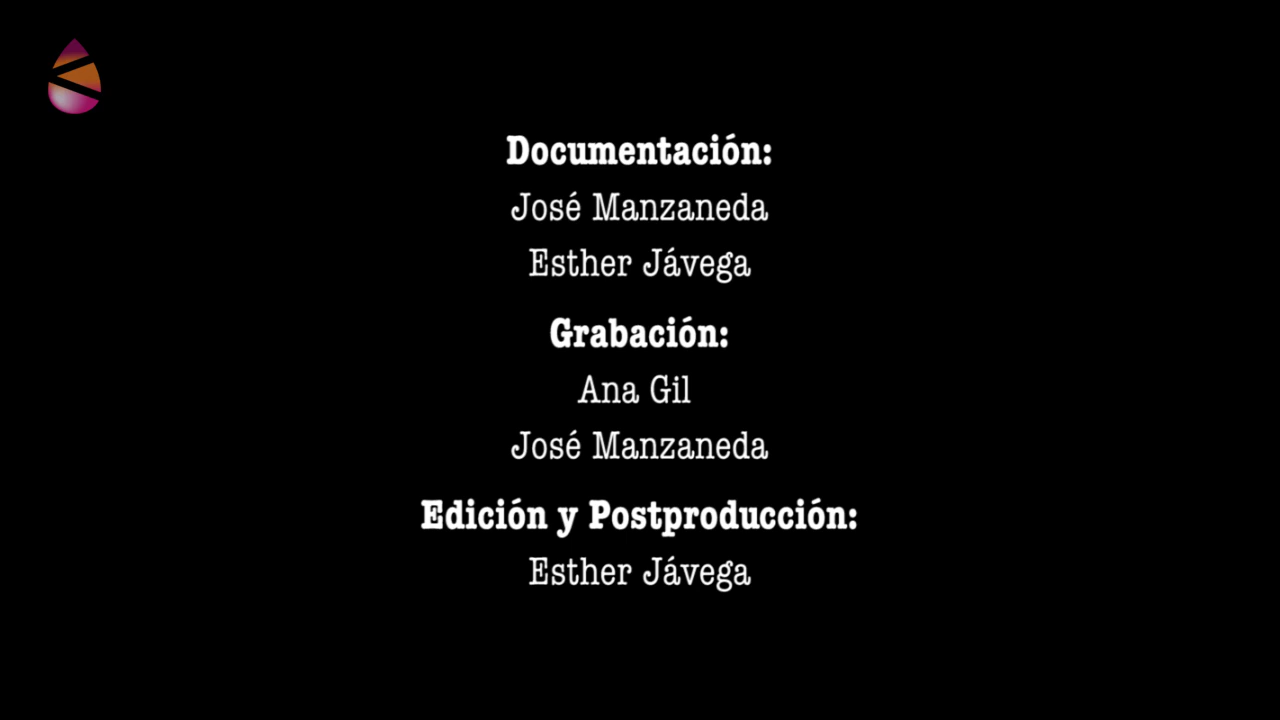 Documentación:
José Manzaneda
Esther Jávega
Grabación:
Ana Gil
José Manzaneda
Edición y Postproducción:
Esther Jávega